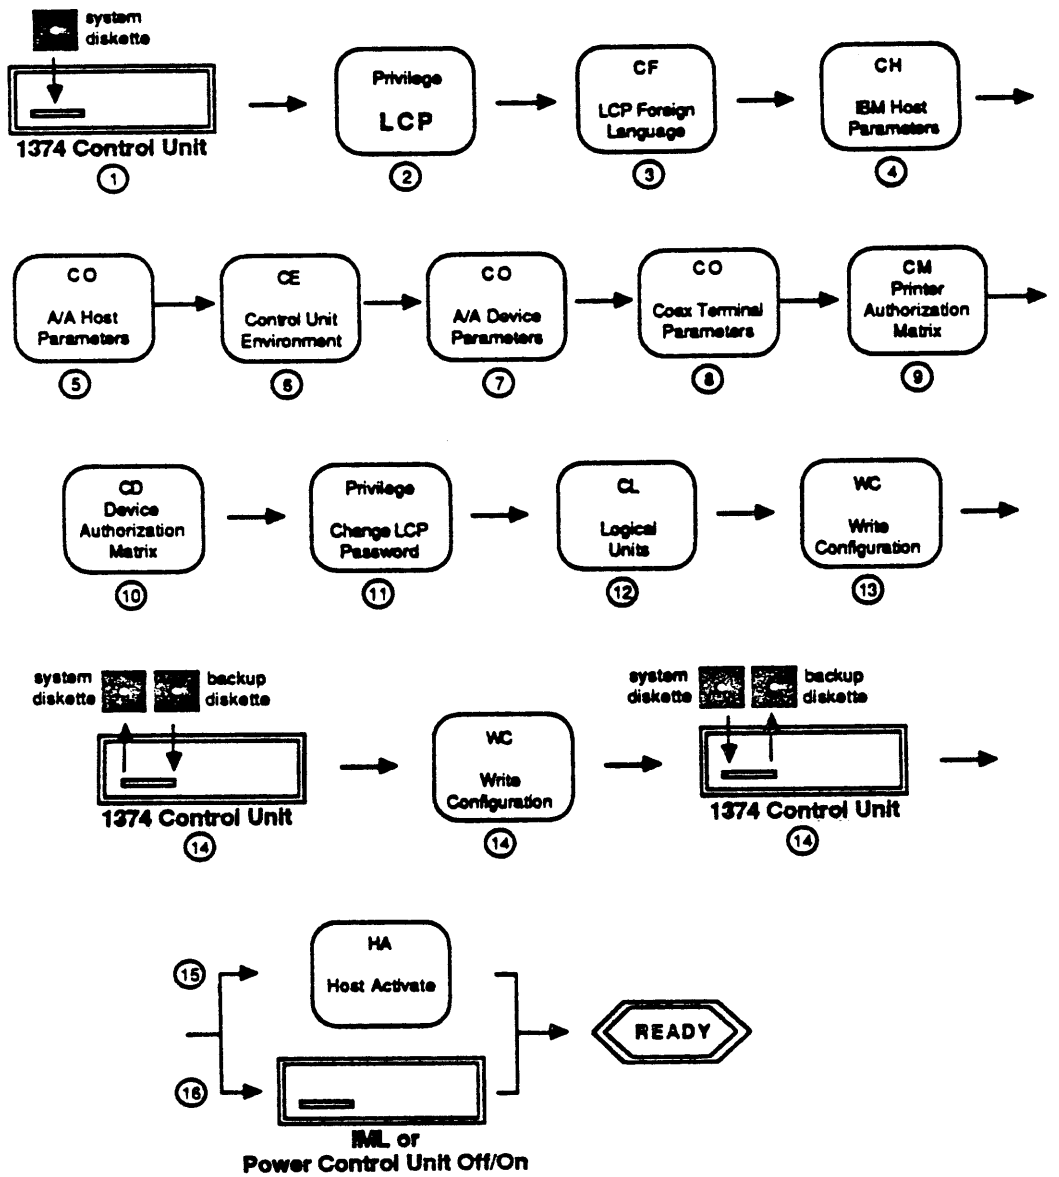 system
diskette
1374 Control Unit
1
Privilege
LCP
2
CF
LCP Foreign
Language
3
CH
IBM Host
Parameters
4
CO
A/A Host
Parameters
5
CE
Control Unit
Environment
6
CO
A/A Device
Parameters
7
CO
Coax Terminal
Parameters
8
CM
Printer
Authorization
Matrix
9
CD
Device
Authorization
Matrix
10
Privilege
Change LCP
Password
11
CL
Logical
Units
12
WC
Write
Configuration
13
system
diskette
backup
diskette
1374 Control Unit
14
WC
Write
Configuration
14
system
diskette
backup
diskette
1374 Control Unit
14
15
HA
Host Activate
READY
16
IML or
Power Control Unit Off/On